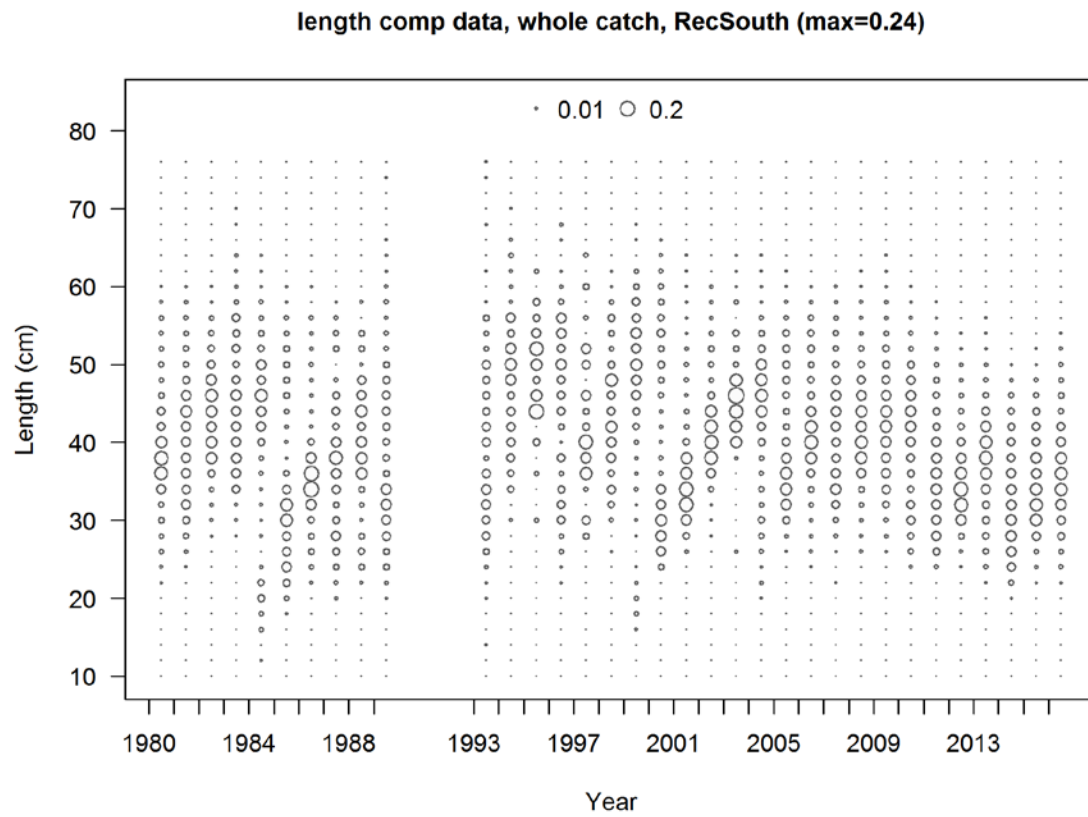 length comp data, whole catch, RecSouth (max=0.24)
0.01 0.2
80
70
60
50
40
30
20
10
Length (cm)
1980 1984 1988 1993 1997 2001 2005 2009 2013
Year